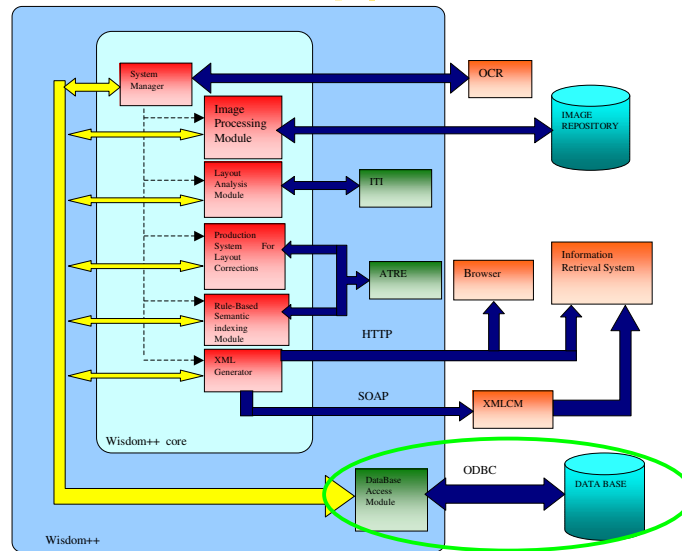 System
Manager
OCR
Image
Processing
Module
IMAGE
REPOSITORY
Layout
Analysis
Module
ITI
Production
System For
Layout
Corrections
ATRE
Browser
Information
Retrieval System
Rule-Based
Semantic
indexing
Module
HTTP
XML
Generator
SOAP
XMLCM
Wisdom++ core
DataBase
Access
Module
ODBC
DATA BASE
Wisdom++